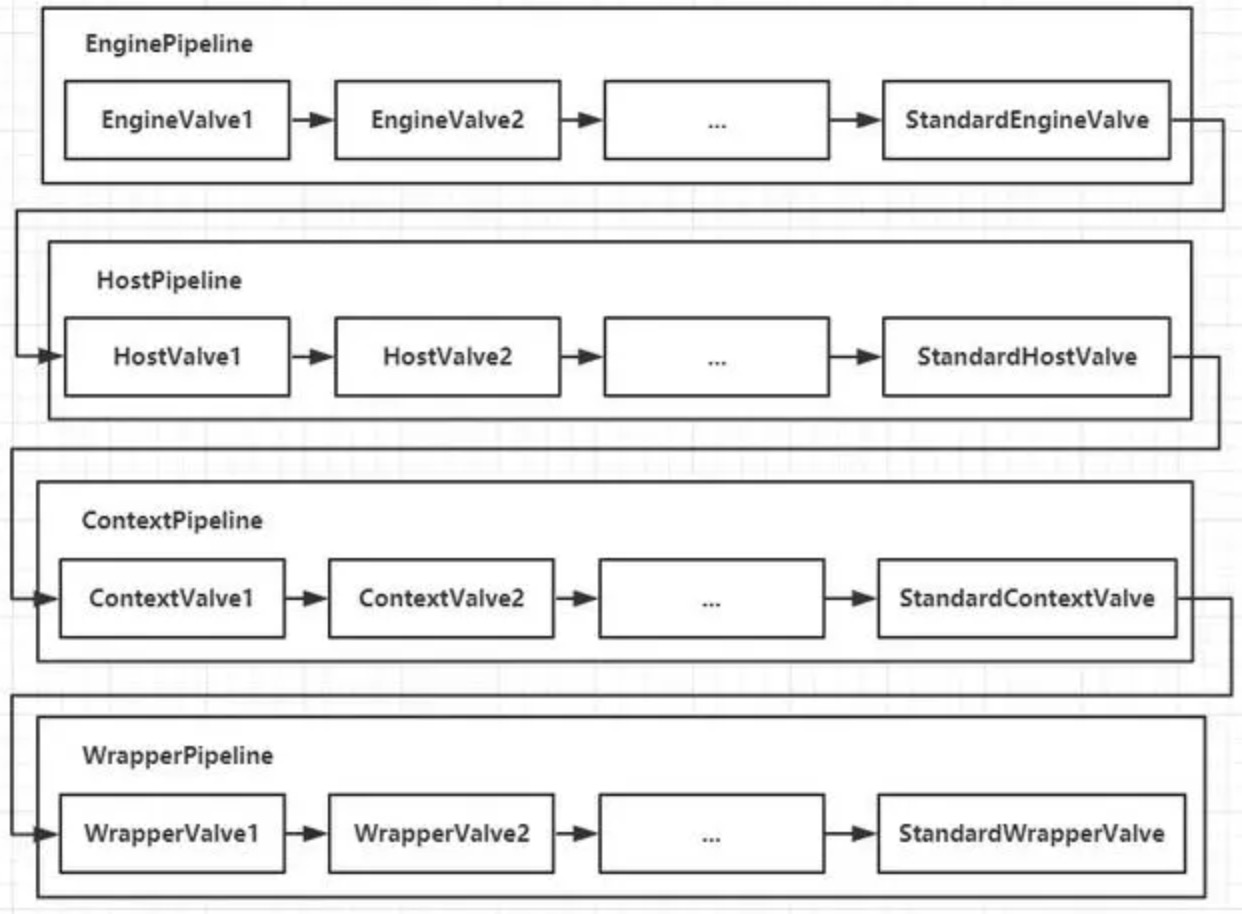 EnginePipeline
EngineValve1
EngineValve2
...
StandardEngineValve
HostPipeline
HostValve1
HostValve2
...
StandardHostValve
ContextPipeline
ContextValve1
ContextValve2
...
StandardContextValve
WrapperPipeline
WrapperValve1
WrapperValve2
...
StandardWrapperValve